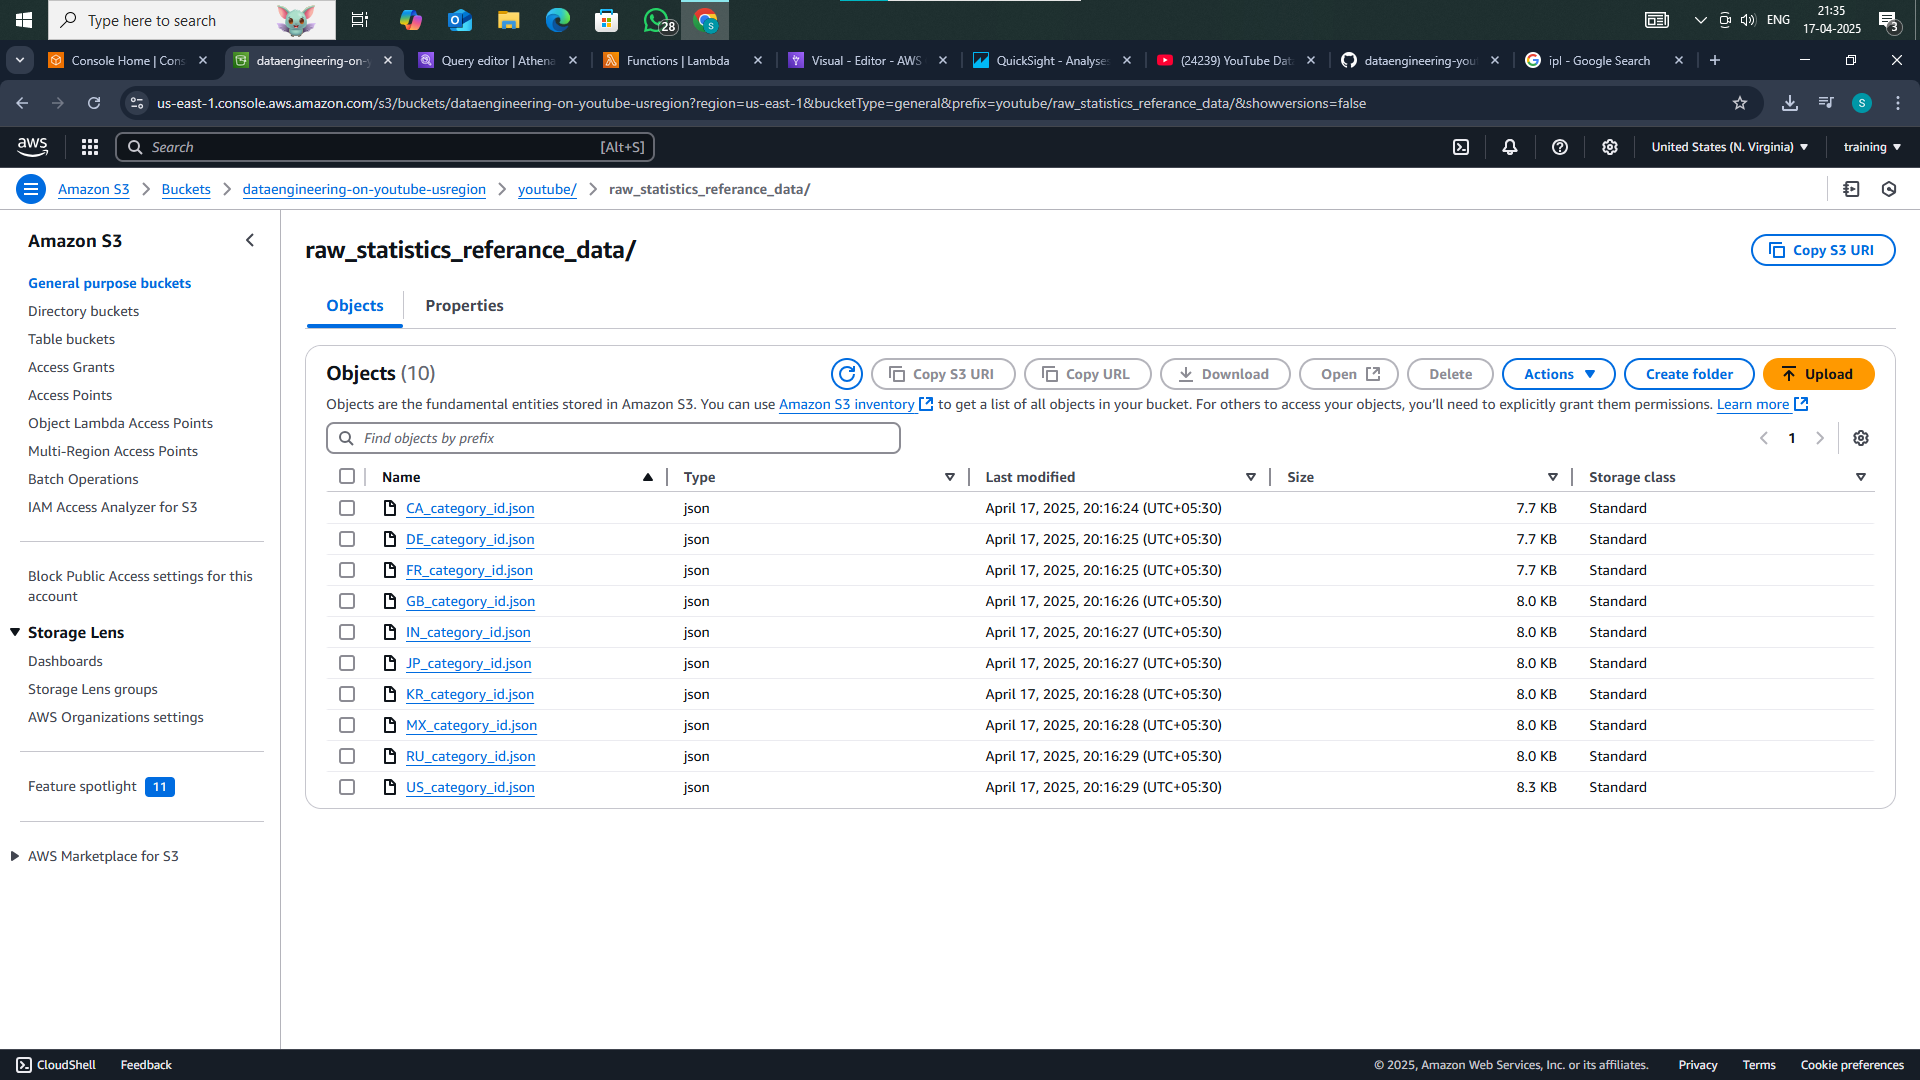 Type here to search
28
ENG
21:35
17-04-2025
3
Console Home | Cons
dataengineering-on-y
Query editor | Athena
Functions | Lambda
Visual - Editor - AWS
QuickSight - Analyses
(24239) YouTube Dat
dataengineering-you
ipl - Google Search
us-east-1.console.aws.amazon.com/s3/buckets/dataengineering-on-youtube-usregion?region=us-east-1&bucketType=general&prefix=youtube/raw_statistics_referance_data/&showversions=false
S
aws
Search
[Alt+S]
United States (N. Virginia)
training
Amazon S3
Buckets
dataengineering-on-youtube-usregion
youtube/
raw_statistics_referance_data/
Amazon S3
General purpose buckets
Directory buckets
Table buckets
Access Grants
Access Points
Object Lambda Access Points
Multi-Region Access Points
Batch Operations
IAM Access Analyzer for S3
Block Public Access settings for this
account
Storage Lens
Dashboards
Storage Lens groups
AWS Organizations settings
Feature spotlight 11
AWS Marketplace for S3
raw_statistics_referance_data/
Copy S3 URI
Objects
Properties
Objects (10)
Copy S3 URI
Copy URL
Download
Open
Delete
Actions
Create folder
Upload
Objects are the fundamental entities stored in Amazon S3. You can use Amazon S3 inventory to get a list of all objects in your bucket. For others to access your objects, you'll need to explicitly grant them permissions. Learn more
Find objects by prefix
1
Name Type Last modified Size Storage class
CA_category_id.json json April 17, 2025, 20:16:24 (UTC+05:30) 7.7 KB Standard
DE_category_id.json json April 17, 2025, 20:16:25 (UTC+05:30) 7.7 KB Standard
FR_category_id.json json April 17, 2025, 20:16:25 (UTC+05:30) 7.7 KB Standard
GB_category_id.json json April 17, 2025, 20:16:26 (UTC+05:30) 8.0 KB Standard
IN_category_id.json json April 17, 2025, 20:16:27 (UTC+05:30) 8.0 KB Standard
JP_category_id.json json April 17, 2025, 20:16:27 (UTC+05:30) 8.0 KB Standard
KR_category_id.json json April 17, 2025, 20:16:28 (UTC+05:30) 8.0 KB Standard
MX_category_id.json json April 17, 2025, 20:16:28 (UTC+05:30) 8.0 KB Standard
RU_category_id.json json April 17, 2025, 20:16:29 (UTC+05:30) 8.0 KB Standard
US_category_id.json json April 17, 2025, 20:16:29 (UTC+05:30) 8.3 KB Standard
CloudShell
Feedback
© 2025, Amazon Web Services, Inc. or its affiliates.
Privacy
Terms
Cookie preferences